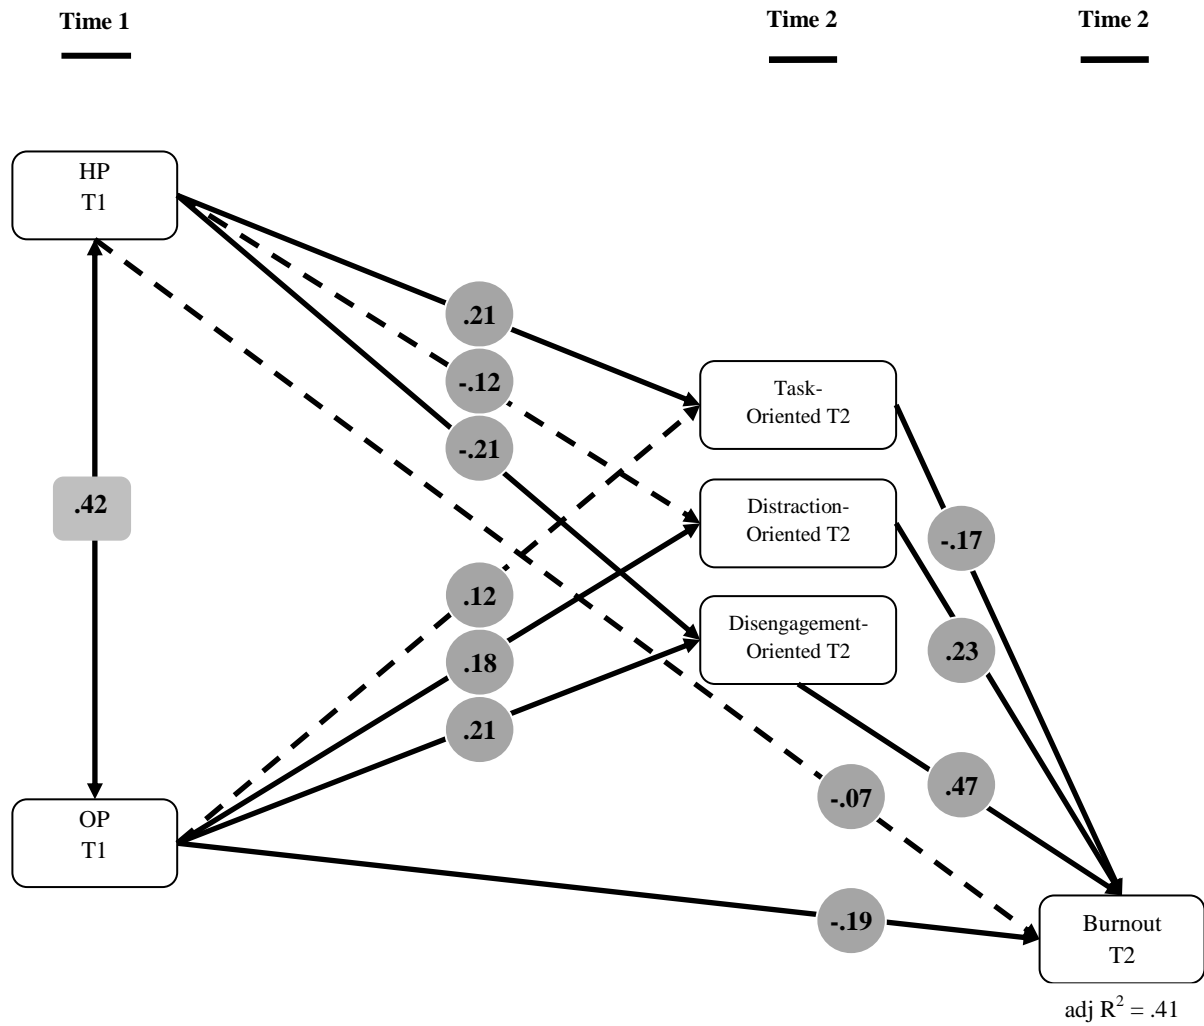 Time 1
Time 2
Time 2
HP
T1
.21
-.12
-.21
Task-
Oriented T2
.42
Distraction-
Oriented T2
-.17
.12
Disengagement-
Oriented T2
.23
.18
.21
-.07
.47
OP
T1
-.19
Burnout
T2
adj R² = .41